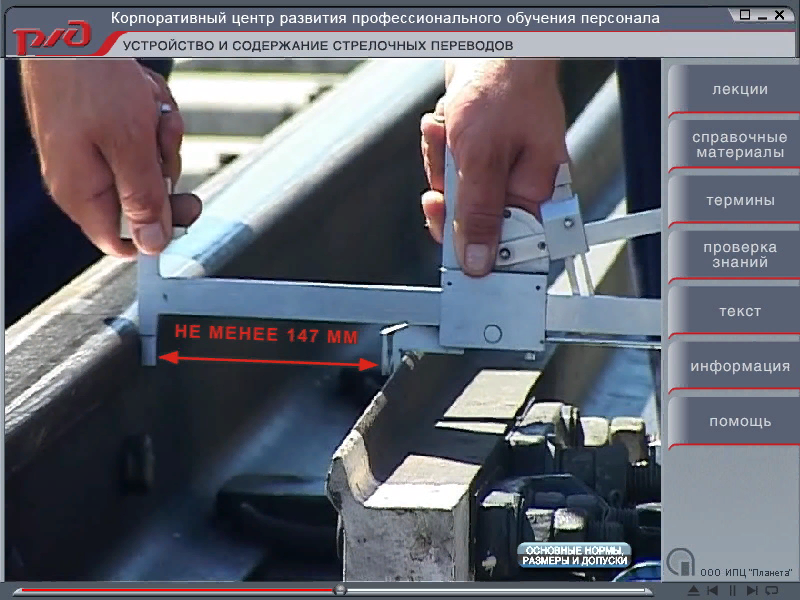 Корпоративный центр развития профессионального обучения персонала
РЖД
УСТРОЙСТВО И СОДЕРЖАНИЕ СТРЕЛОЧНЫХ ПЕРЕВОДОВ
лекции
справочные
материалы
термины
проверка
знаний
текст
информация
помощь
НЕ МЕНЕЕ 147 ММ
ОСНОВНЫЕ НОРМЫ,
РАЗМЕРЫ И ДОПУСКИ
ООО ИПЦ "Планета"